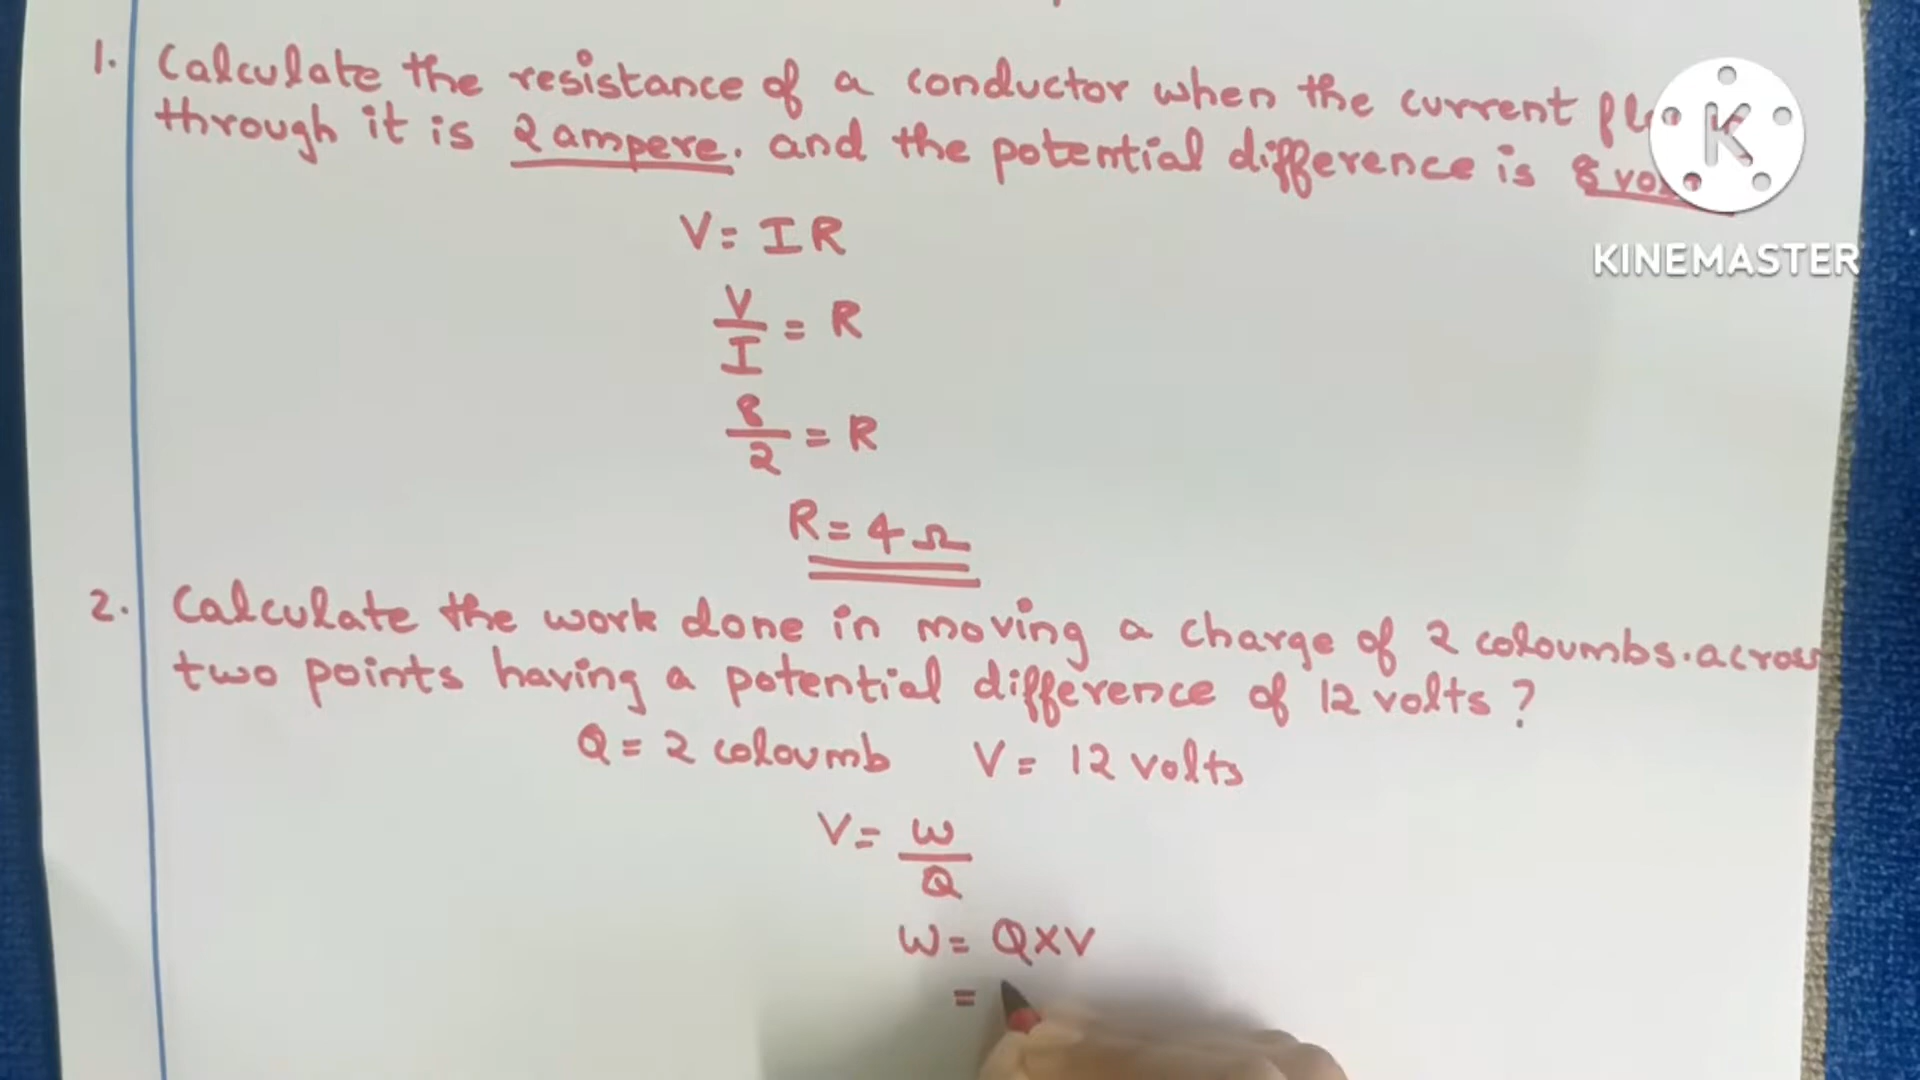 1. Calculate the resistance of a conductor when the current
through it is 2 ampere. and the potential difference is 8
V = IR
V/I = R
8/2 = R
R = 4 Ω
2. Calculate the work done in moving a charge of 2 coloumbs. across
two points having a potential difference of 12 volts ?
Q = 2 coloumb V = 12 volts
V = W/Q
W = Q X V
=
K
KINEMASTER